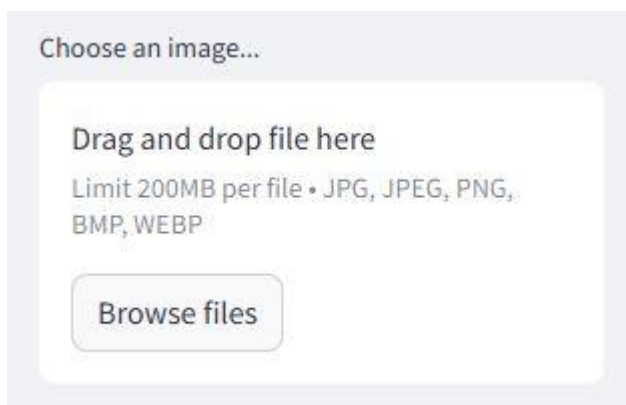 Choose an image...
Drag and drop file here
Limit 200MB per file • JPG, JPEG, PNG,
BMP, WEBP
Browse files